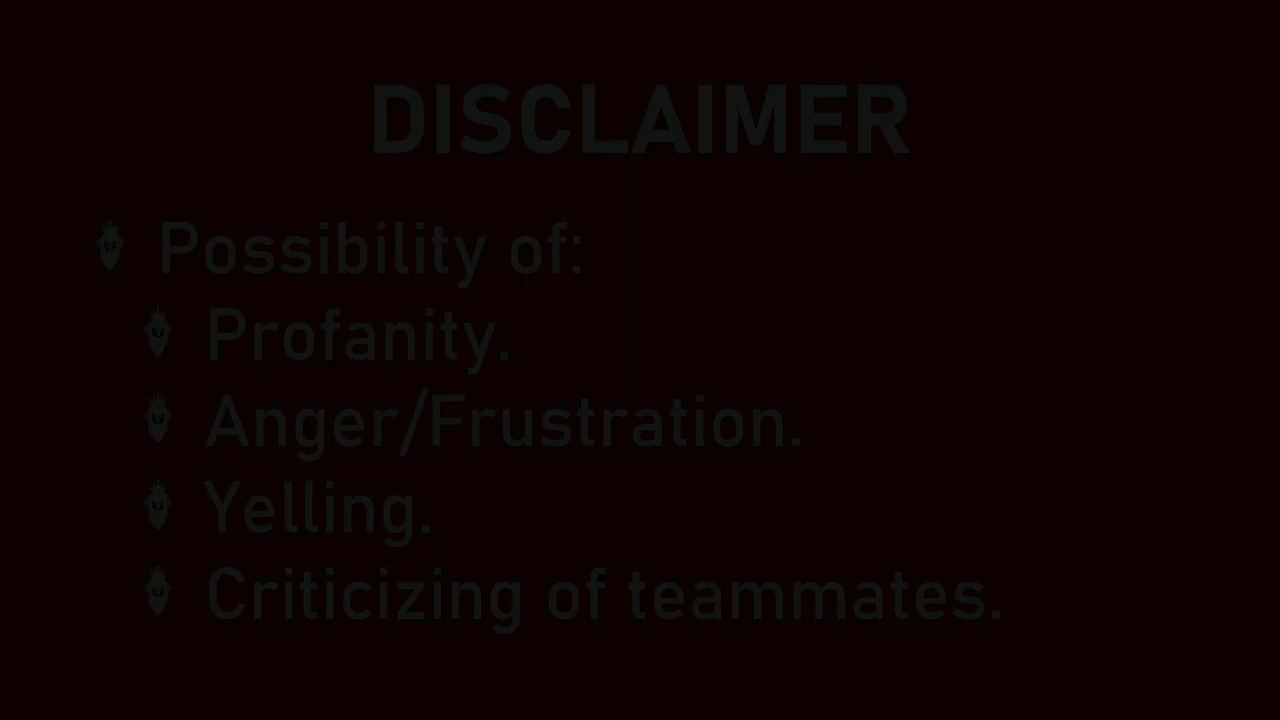 DISCLAIMER
Possibility of:
Profanity.
Anger/Frustration.
Yelling.
Criticizing of teammates.